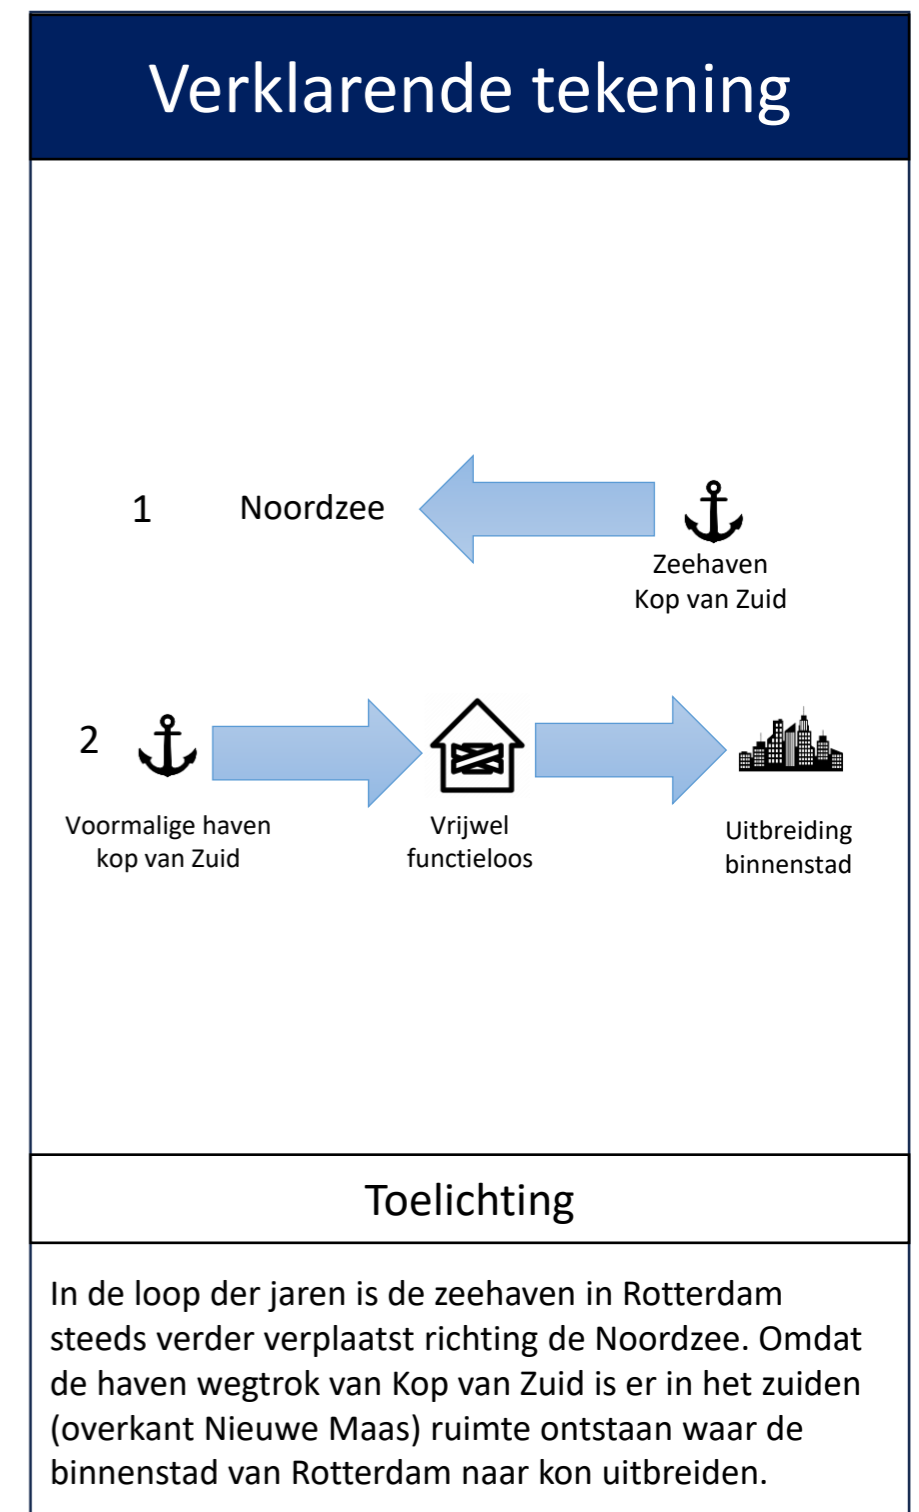 Verklarende tekening
1 Noordzee
Zeehaven
Kop van Zuid
2
Voormalige haven
kop van Zuid
Vrijwel
functieloos
Uitbreiding
binnenstad
Toelichting
In de loop der jaren is de zeehaven in Rotterdam
steeds verder verplaatst richting de Noordzee. Omdat
de haven wegtrok van Kop van Zuid is er in het zuiden
(overkant Nieuwe Maas) ruimte ontstaan waar de
binnenstad van Rotterdam naar kon uitbreiden.